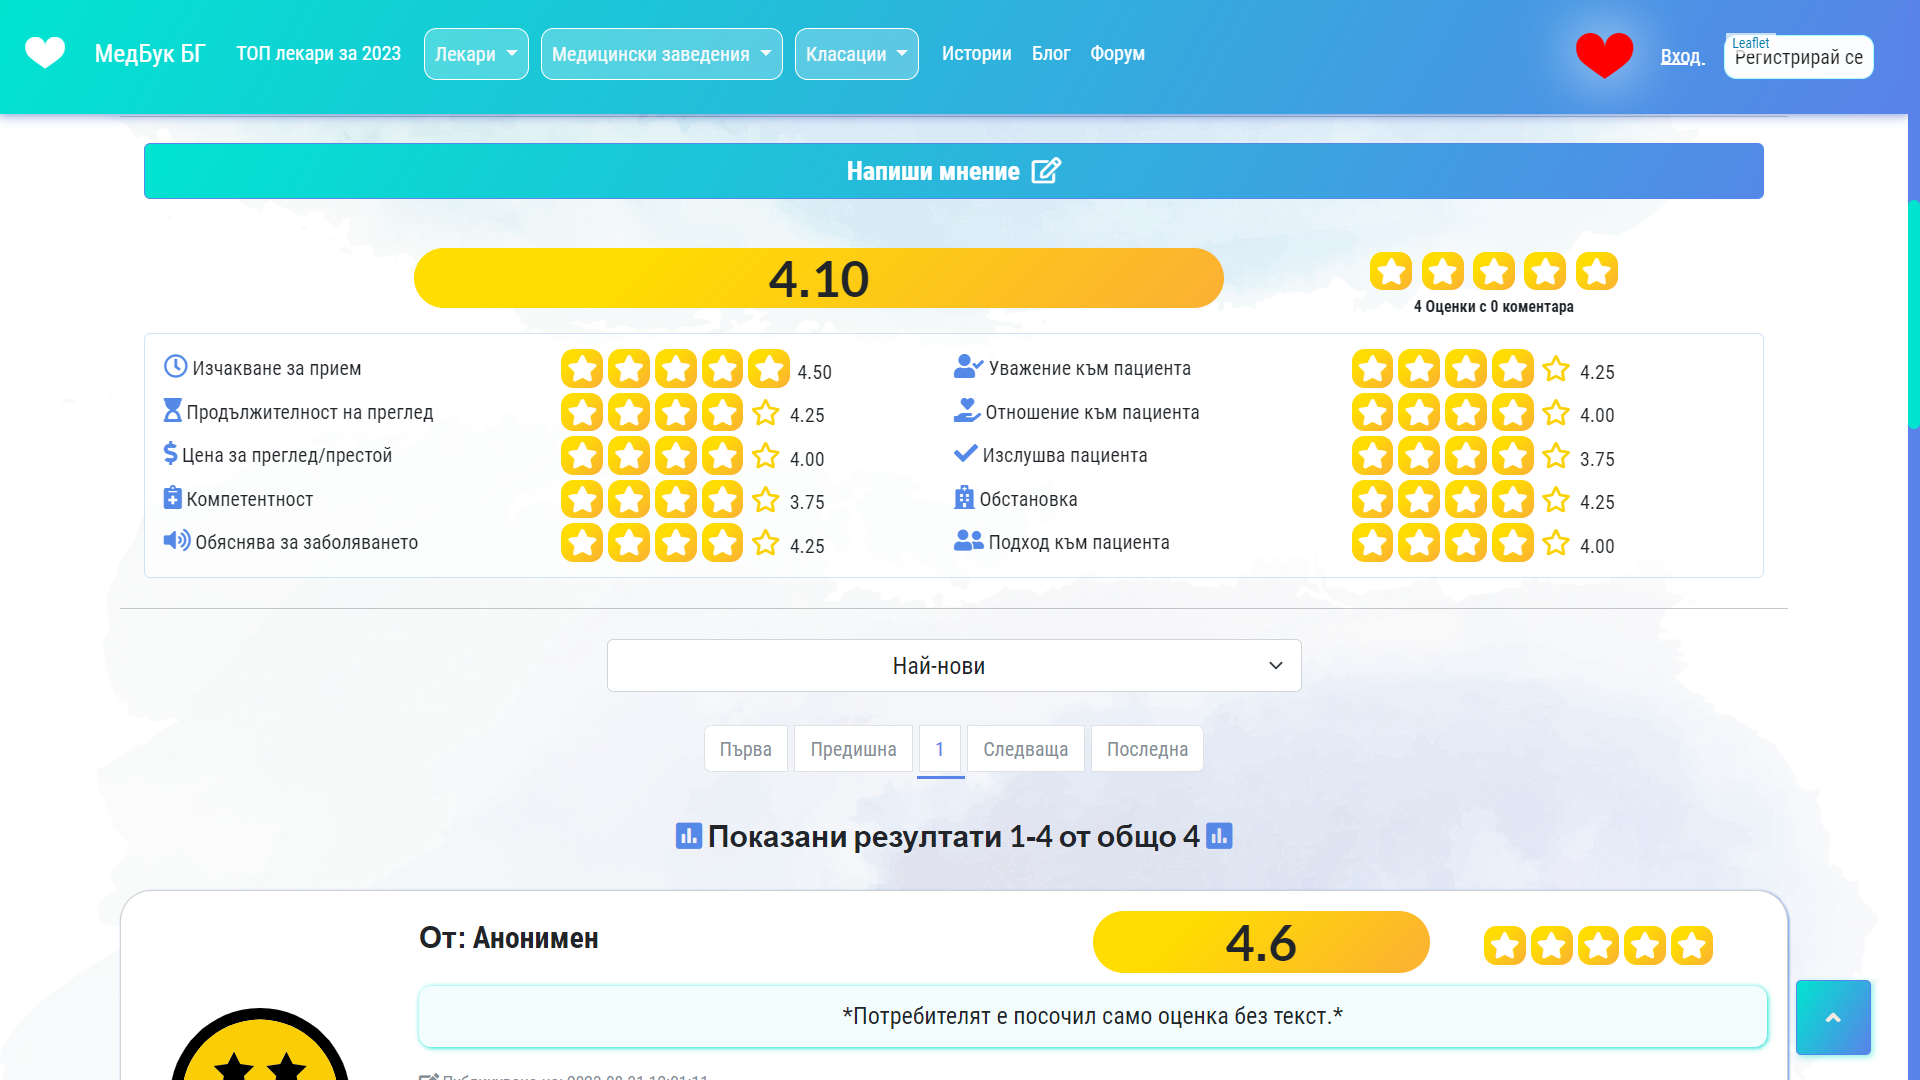 МедБук БГ
ТОП лекари за 2023
Лекари
Медицински заведения
Класации
Истории
Блог
Форум
Вход
Leaflet
Регистрирай се
Напиши мнение
4.10
4 Оценки с 0 коментара
Изчакване за прием 4.50
Уважение към пациента 4.25
Продължителност на преглед 4.25
Отношение към пациента 4.00
Цена за преглед/престой 4.00
Изслушва пациента 3.75
Компетентност 3.75
Обстановка 4.25
Обяснява за заболяването 4.25
Подход към пациента 4.00
Най-нови
Първа
Предишна
1
Следваща
Последна
Показани резултати 1-4 от общо 4
От: Анонимен
4.6
*Потребителят е посочил само оценка без текст.*